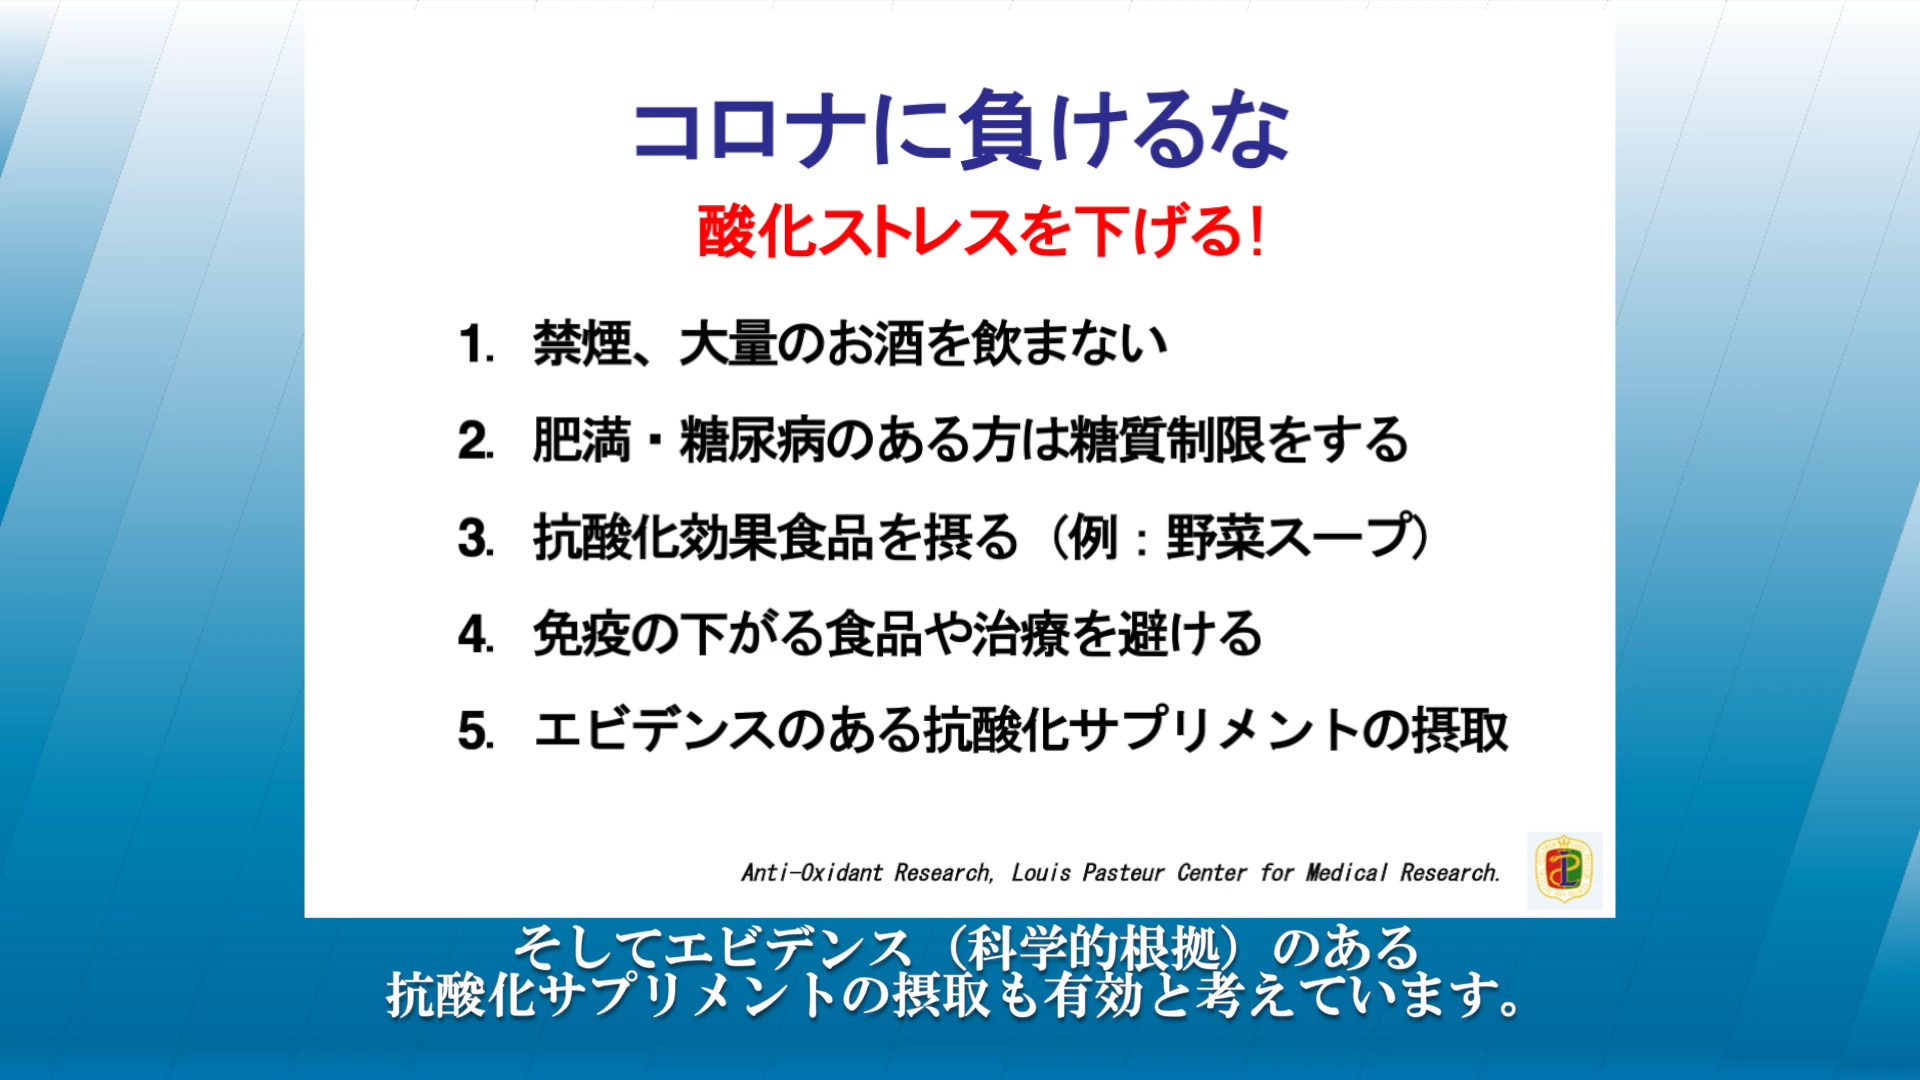 コロナに負けるな
酸化ストレスを下げる!
1. 禁煙、大量のお酒を飲まない
2. 肥満・糖尿病のある方は糖質制限をする
3. 抗酸化効果食品を摂る（例：野菜スープ）
4. 免疫の下がる食品や治療を避ける
5. エビデンスのある抗酸化サプリメントの摂取
Anti-Oxidant Research, Louis Pasteur Center for Medical Research.
そしてエビデンス（科学的根拠）のある
抗酸化サプリメントの摂取も有効と考えています。